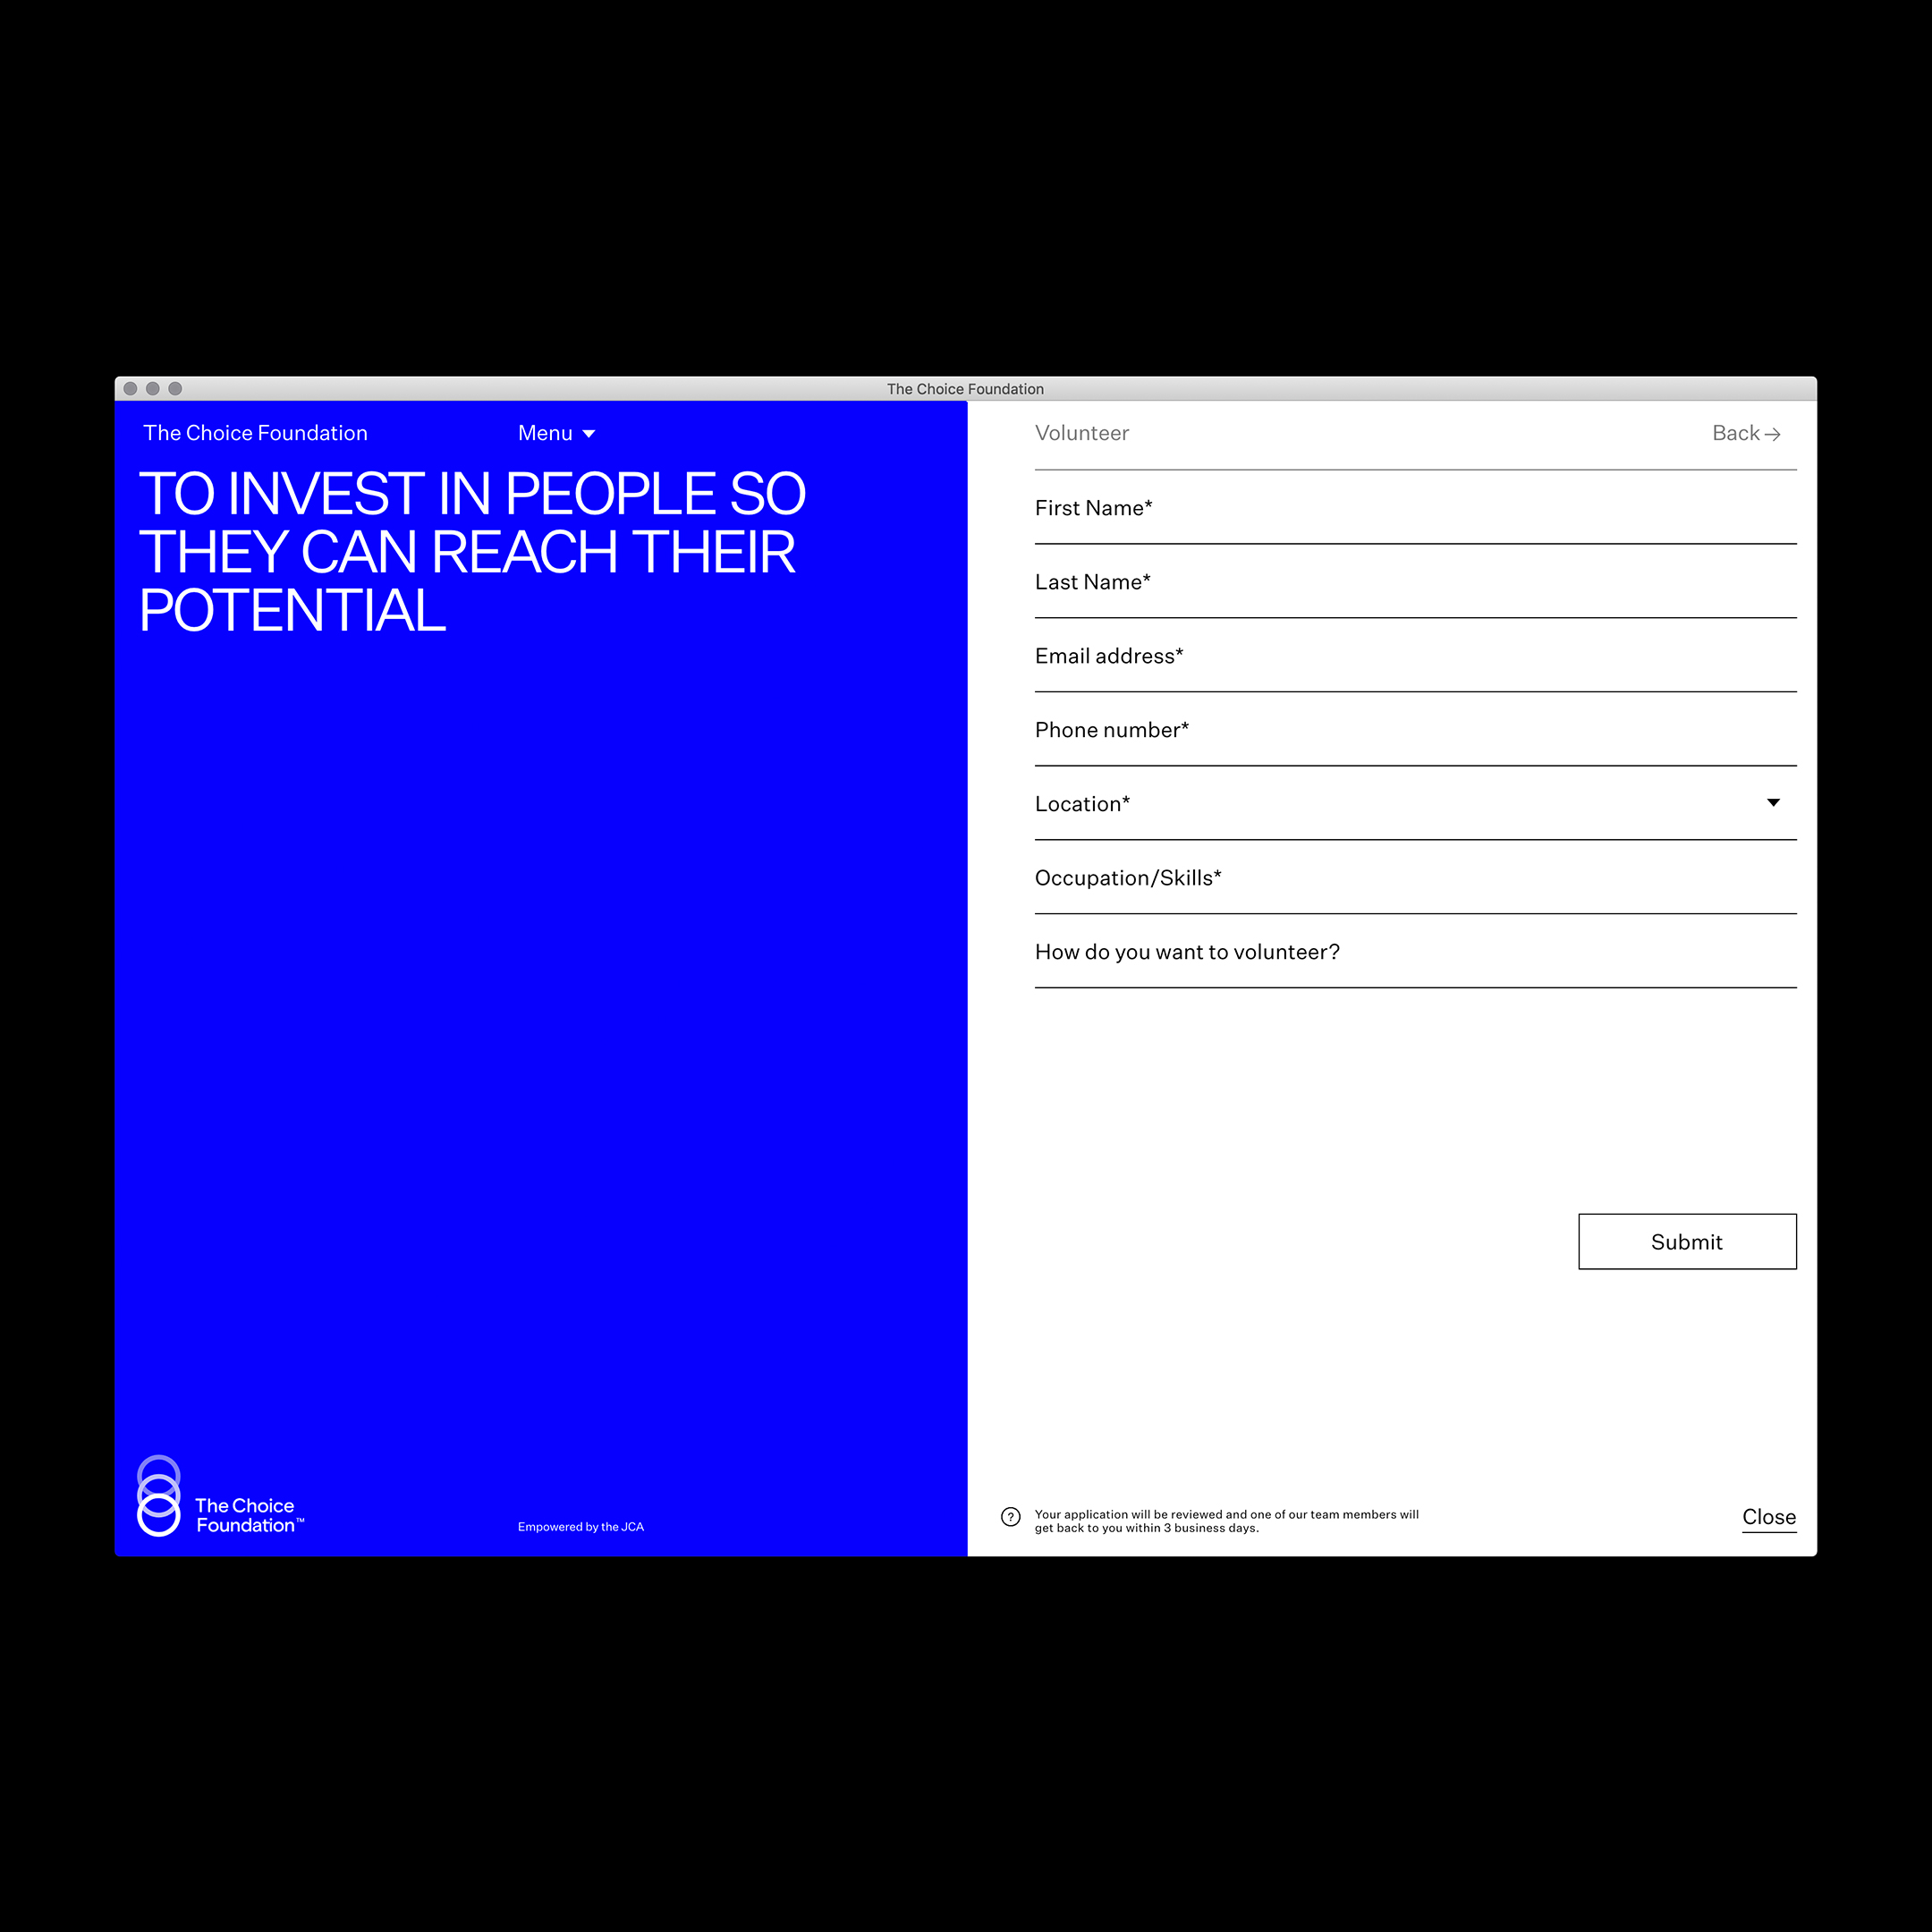 The Choice Foundation
The Choice Foundation
Menu
TO INVEST IN PEOPLE SO
THEY CAN REACH THEIR
POTENTIAL
The Choice
Foundation™
Empowered by the JCA
Volunteer
Back →
First Name*
Last Name*
Email address*
Phone number*
Location*
Occupation/Skills*
How do you want to volunteer?
Submit
? Your application will be reviewed and one of our team members will
get back to you within 3 business days.
Close